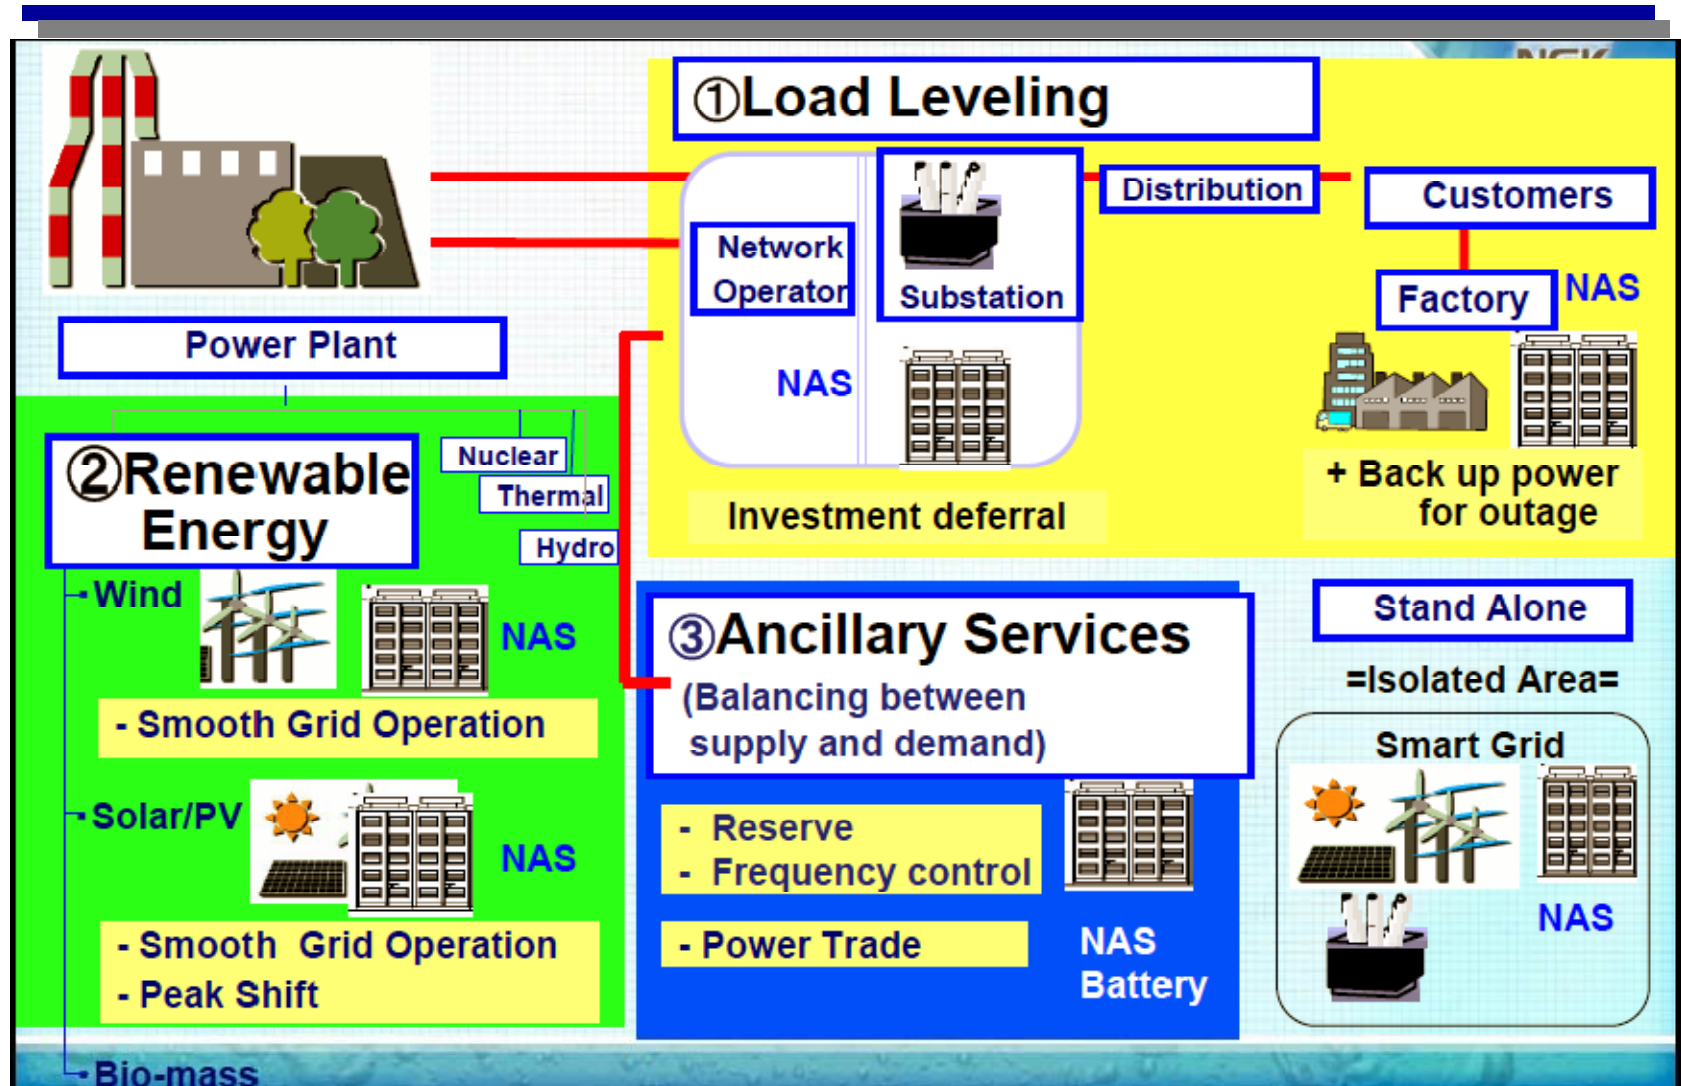 NGK
①Load Leveling
Distribution
Customers
Network
Operator
Substation
Factory
NAS
Power Plant
NAS
+ Back up power
for outage
Investment deferral
②Renewable
Energy
Nuclear
Thermal
Hydro
Wind
NAS
- Smooth Grid Operation
Solar/PV
NAS
- Smooth Grid Operation
- Peak Shift
Bio-mass
③Ancillary Services
(Balancing between
supply and demand)
- Reserve
- Frequency control
- Power Trade
NAS
Battery
Stand Alone
=Isolated Area=
Smart Grid
NAS